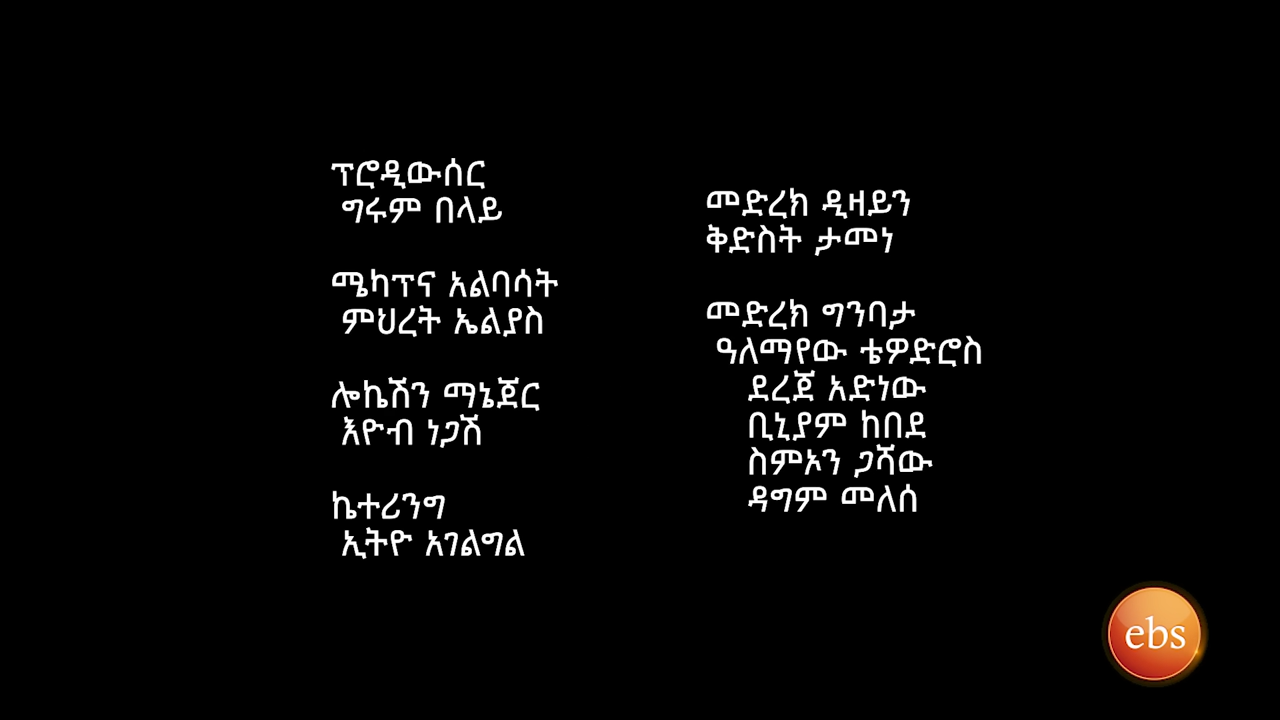 ፕሮዲውሰር
ግሩም በላይ
ሜካፕና አልባሳት
ምህረት ኤልያስ
ሎኬሽን ማኔጀር
እዮብ ነጋሽ
ኬተሪንግ
ኢትዮ አገልግል
መድረክ ዲዛይን
ቅድስት ታመነ
መድረክ ግንባታ
ዓለማየው ቴዎድሮስ
ደረጀ አድነው
ቢኒያም ከበደ
ስምኦን ጋሻው
ዳግም መለሰ
ebs